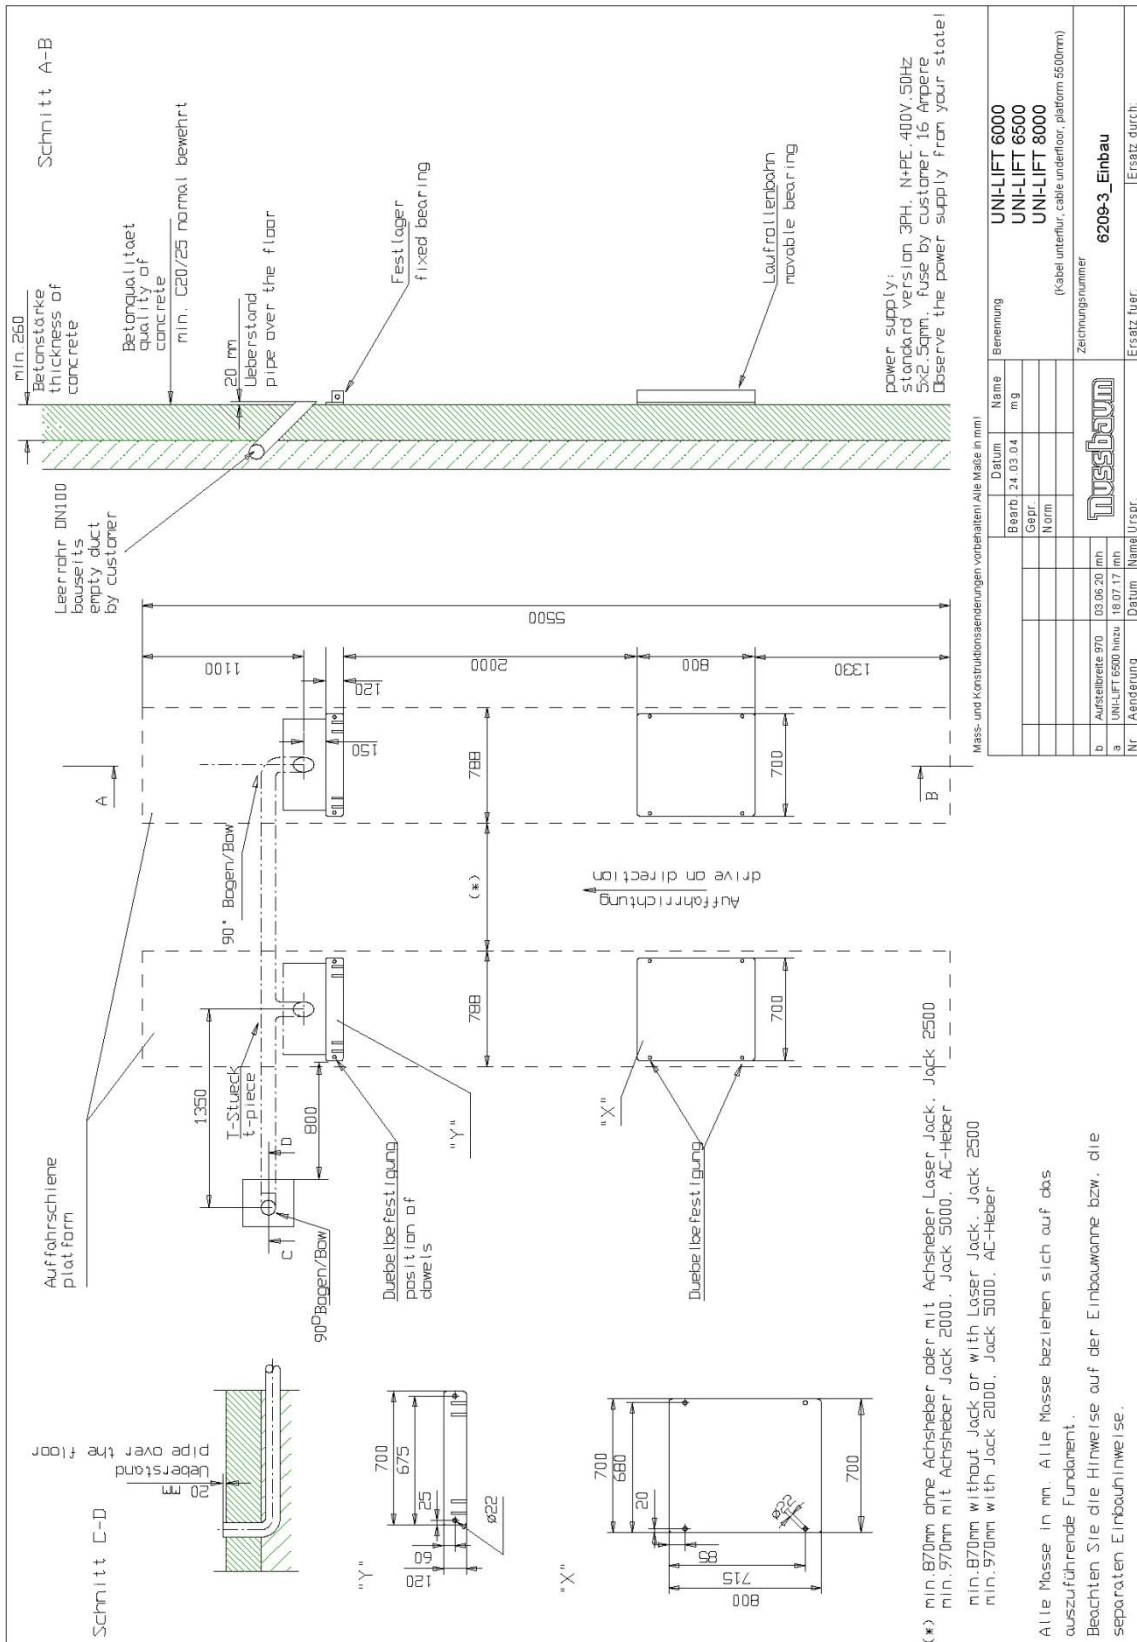 Schnitt A-B
min.260
Betonstärke
thickness of
concrete
Betonqualitaet
quality of
concrete
min. C20/25 normal bewehrt
20 mm
Ueberstand
pipe over the floor
Festlager
fixed bearing
Laufrollenbahn
movable bearing
Leerrohr DN100
bauseits
empty duct
by customer
power supply:
standard version 3PH, N+PE, 400V, 50HZ
5x2.5qmm, fuse by customer 16 Ampere
Observe the power supply from your state!
5500
1100
120
2000
800
1330
150
A
B
788
700
(*)
788
700
90° Bogen/Bow
Auffahrrichtung
drive on direction
1350
T-Stueck
t-piece
800
D
C
90°Bogen/Bow
Auffahrschiene
platform
Duebelbefestigung
position of
dowels
"Y"
"X"
Duebelbefestigung
Schnitt C-D
20 mm
Ueberstand
pipe over the floor
"Y"
700
675
25
60
120
ø22
"X"
700
680
20
ø22
85
715
800
700
(*) min.870mm ohne Achsheber oder mit Achsheber Laser Jack, Jack 2500
min.970mm mit Achsheber Jack 2000, Jack 5000, AC-Heber
min.870mm without Jack or with Laser Jack, Jack 2500
min.970mm with Jack 2000, Jack 5000, AC-Heber
Alle Masse in mm. Alle Masse beziehen sich auf das
auszuführende Fundament.
Beachten Sie die Hinweise auf der Einbauwanne bzw. die
separaten Einbauhinweise.
Mass- und Konstruktionsaenderungen vorbehalten! Alle Maße in mm!
Datum Name
Bearb. 24.03.04 mg
Gepr.
Norm
Benennung
UNI-LIFT 6000
UNI-LIFT 6500
UNI-LIFT 8000
(Kabel unterflur, cable underfloor, platform 5500mm)
Nussbaum
Zeichnungsnummer
6209-3_Einbau
b Aufstellbreite 970 03.06.20 mh
a UNI-LIFT 6500 hinzu 18.07.17 mh
Nr. Aenderung Datum Name Urspr. Ersatz fuer: Ersatz durch: